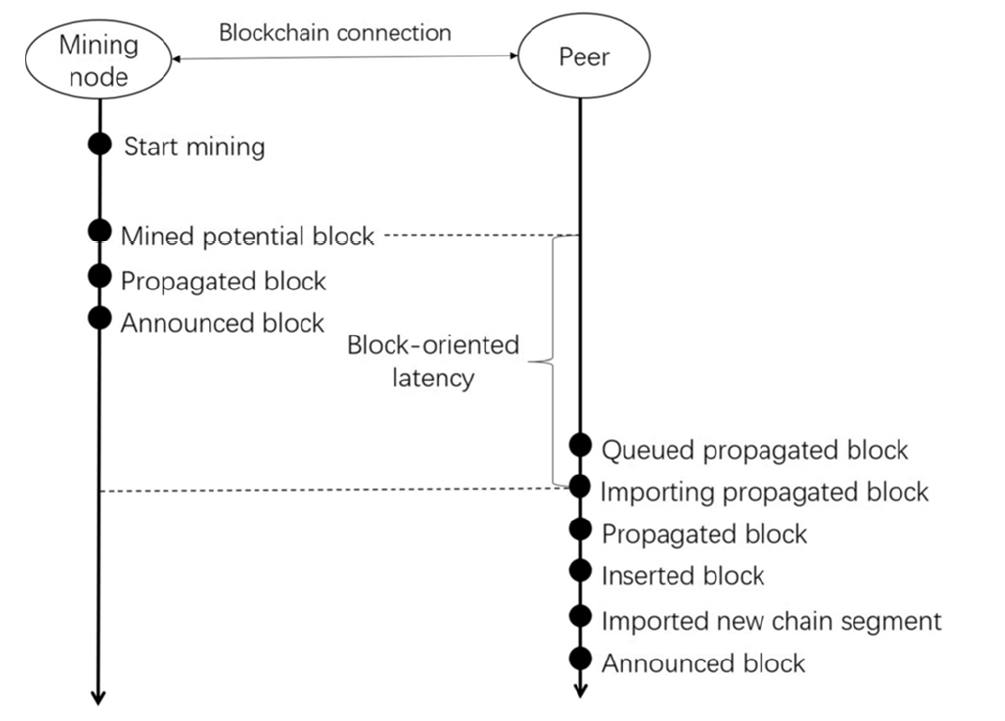 Blockchain connection
Mining
node
Peer
Start mining
Mined potential block
Propagated block
Announced block
Block-oriented
latency
Queued propagated block
Importing propagated block
Propagated block
Inserted block
Imported new chain segment
Announced block